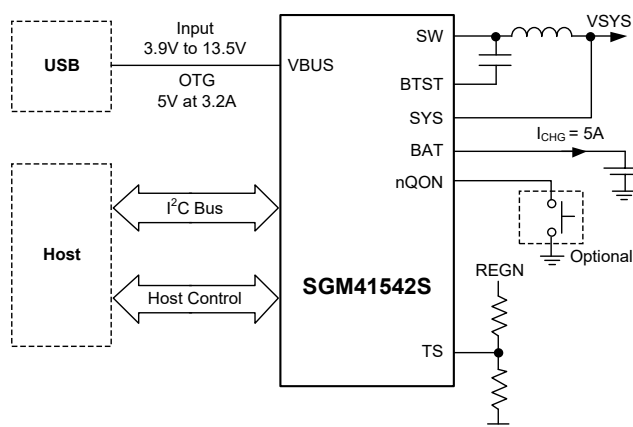 Input
3.9V to 13.5V
USB
OTG
5V at 3.2A
VBUS
SW
VSYS
BTST
SYS
BAT
I_CHG = 5A
nQON
Optional
Host
I²C Bus
Host Control
SGM41542S
REGN
TS